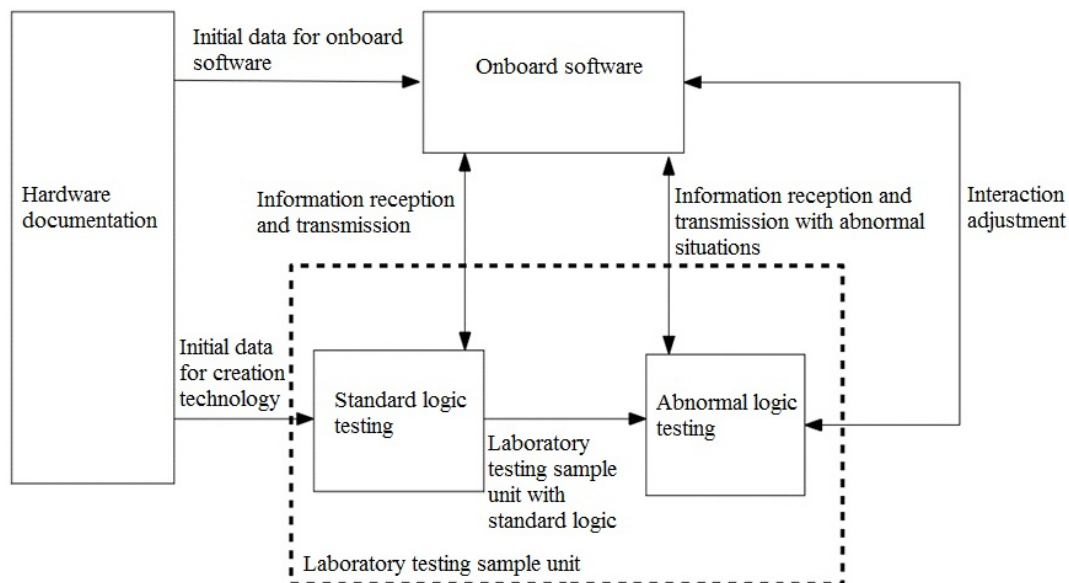 Initial data for onboard
software
Onboard software
Hardware
documentation
Information reception
and transmission
Information reception and
transmission with abnormal
situations
Interaction
adjustment
Initial data
for creation
technology
Standard logic
testing
Abnormal logic
testing
Laboratory
testing sample
unit with
standard logic
Laboratory testing sample unit